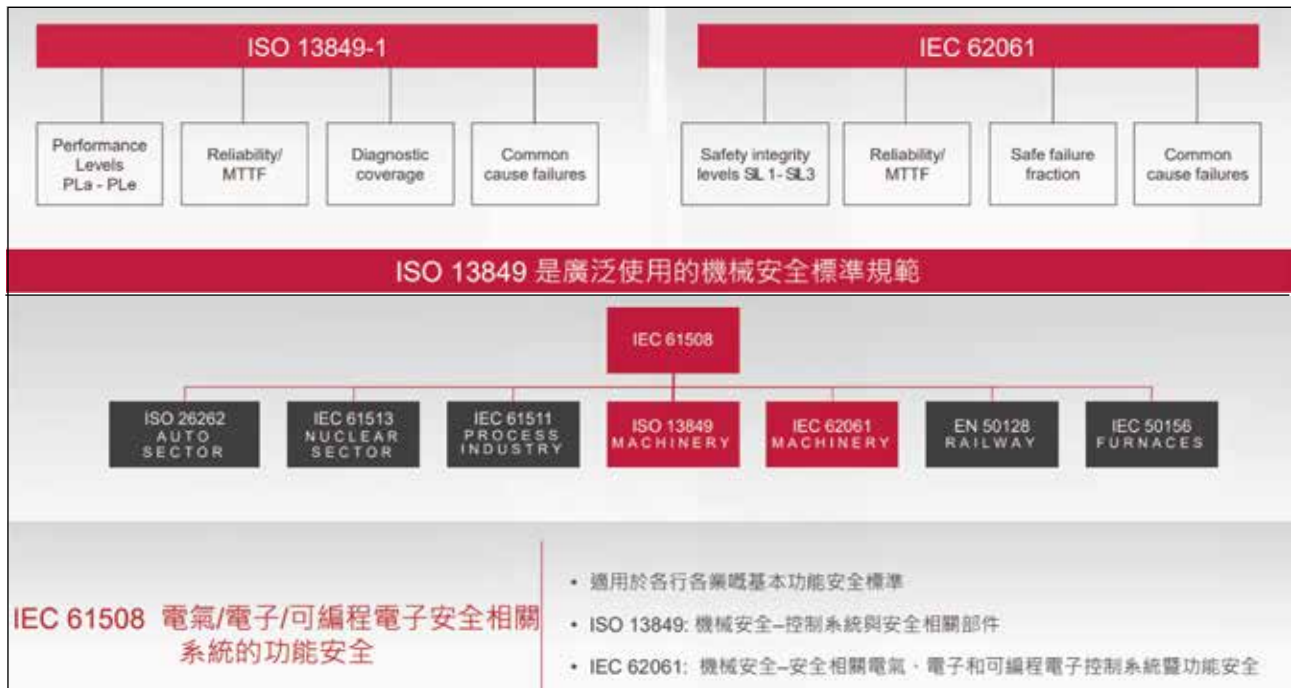 ISO 13849-1
IEC 62061
Performance
Levels
PLa - PLe
Reliability/
MTTF
Diagnostic
coverage
Common
cause failures
Safety integrity
levels SIL 1- SIL3
Reliability/
MTTF
Safe failure
fraction
Common
cause failures
ISO 13849 是廣泛使用的機械安全標準規範
IEC 61508
ISO 26262
AUTO
SECTOR
IEC 61513
NUCLEAR
SECTOR
IEC 61511
PROCESS
INDUSTRY
ISO 13849
MACHINERY
IEC 62061
MACHINERY
EN 50128
RAILWAY
IEC 50156
FURNACES
IEC 61508 電氣/電子/可編程電子安全相關
系統的功能安全
• 適用於各行各業嘅基本功能安全標準
• ISO 13849: 機械安全–控制系統與安全相關部件
• IEC 62061: 機械安全–安全相關電氣、電子和可編程電子控制系統暨功能安全